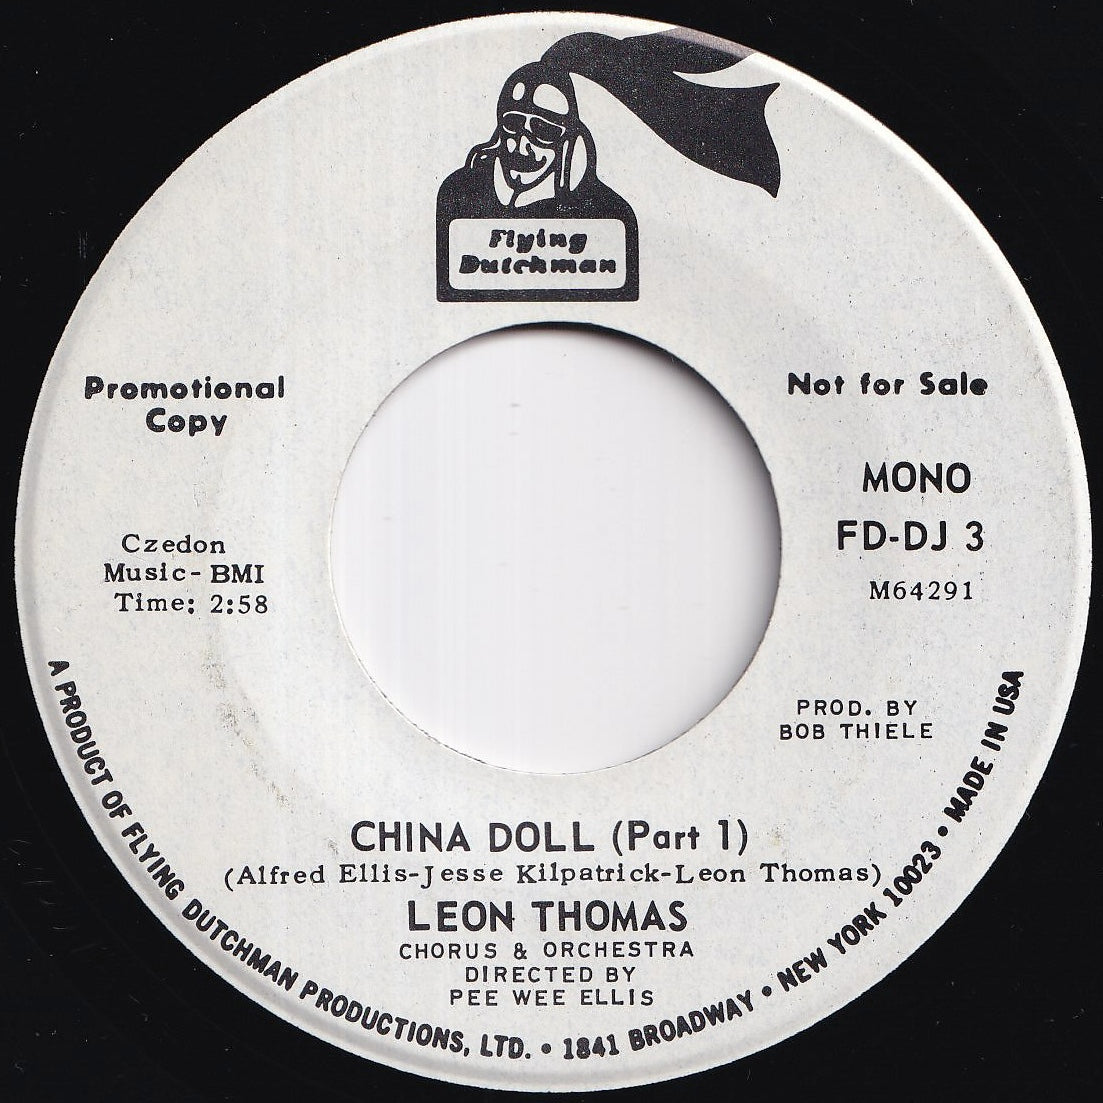 Flying
Dutchman
Promotional
Copy
Not for Sale
MONO
FD-DJ 3
M64291
Czedon
Music-BMI
Time: 2:58
PROD. BY
BOB THIELE
CHINA DOLL (Part 1)
(Alfred Ellis-Jesse Kilpatrick-Leon Thomas)
LEON THOMAS
CHORUS & ORCHESTRA
DIRECTED BY
PEE WEE ELLIS
A PRODUCT OF FLYING DUTCHMAN PRODUCTIONS, LTD. • 1841 BROADWAY • NEW YORK 10023 • MADE IN USA